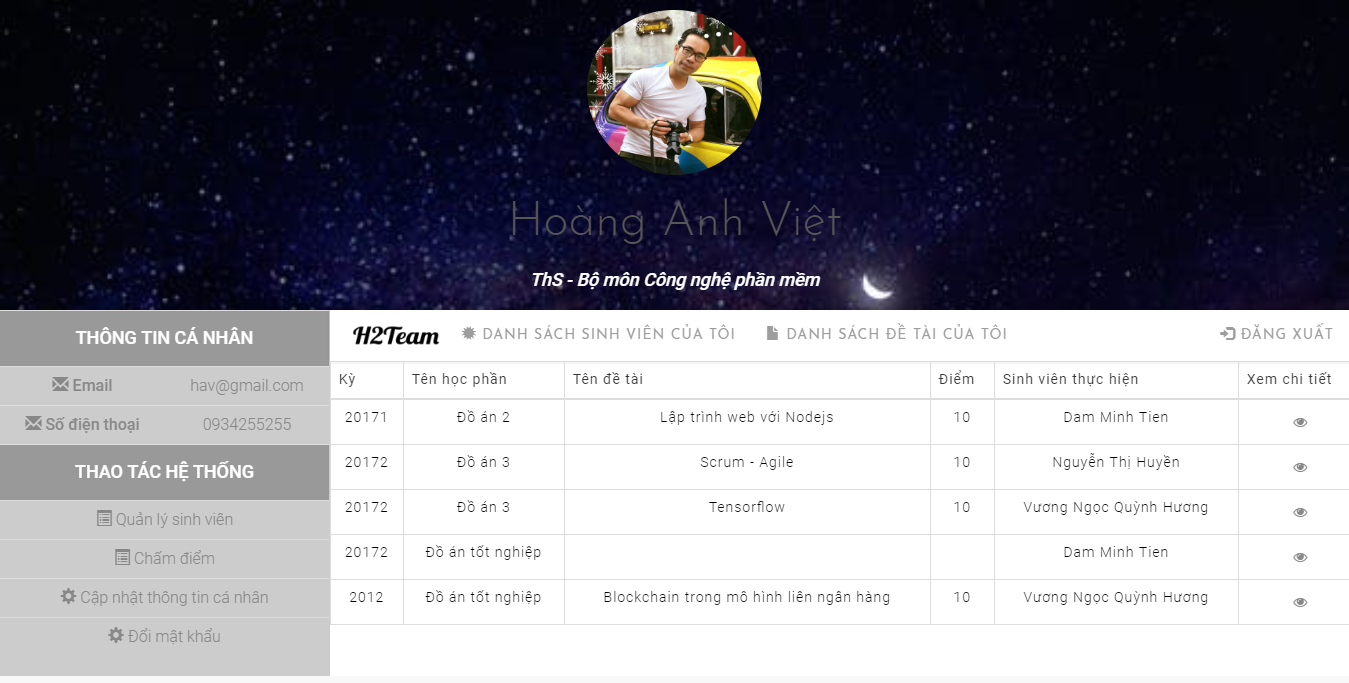 Hoàng Anh Việt
ThS - Bộ môn Công nghệ phần mềm
THÔNG TIN CÁ NHÂN
Email hav@gmail.com
Số điện thoại 0934255255
THAO TÁC HỆ THỐNG
Quản lý sinh viên
Chấm điểm
Cập nhật thông tin cá nhân
Đổi mật khẩu
H2Team DANH SÁCH SINH VIÊN CỦA TÔI DANH SÁCH ĐỀ TÀI CỦA TÔI ĐĂNG XUẤT
Kỳ Tên học phần Tên đề tài Điểm Sinh viên thực hiện Xem chi tiết
20171 Đồ án 2 Lập trình web với Nodejs 10 Dam Minh Tien
20172 Đồ án 3 Scrum - Agile 10 Nguyễn Thị Huyền
20172 Đồ án 3 Tensorflow 10 Vương Ngọc Quỳnh Hương
20172 Đồ án tốt nghiệp Dam Minh Tien
2012 Đồ án tốt nghiệp Blockchain trong mô hình liên ngân hàng 10 Vương Ngọc Quỳnh Hương